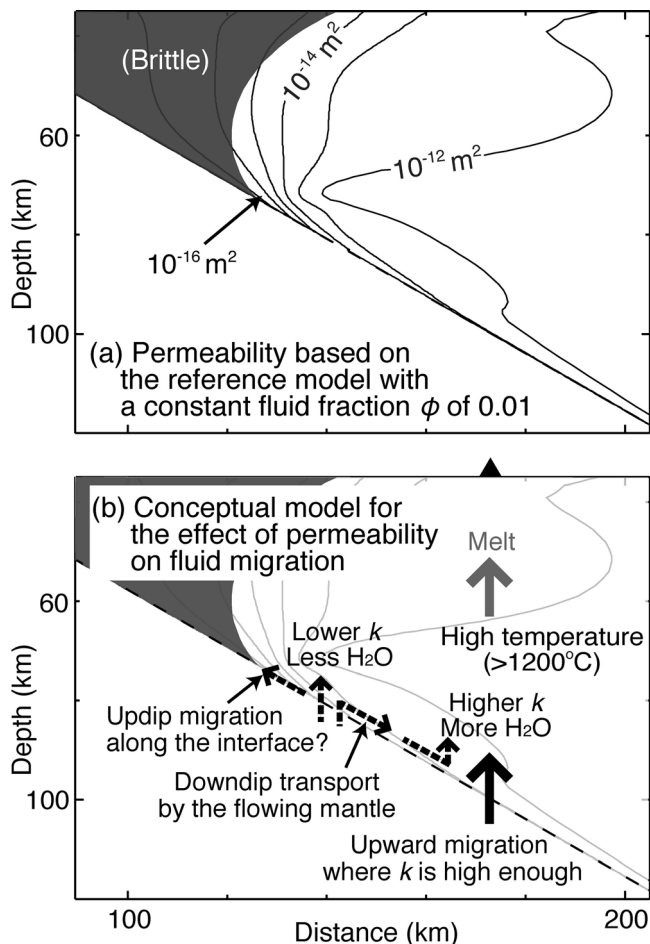 (Brittle)
10⁻¹⁴ m²
60
10⁻¹² m²
Depth (km)
10⁻¹⁶ m²
100
(a) Permeability based on
the reference model with
a constant fluid fraction ϕ of 0.01
(b) Conceptual model for
the effect of permeability
on fluid migration
Melt
60
Lower k
Less H₂O
High temperature
(>1200°C)
Depth (km)
Higher k
More H₂O
Updip migration
along the interface?
Downdip transport
by the flowing mantle
100
Upward migration
where k is high enough
100
Distance (km)
200